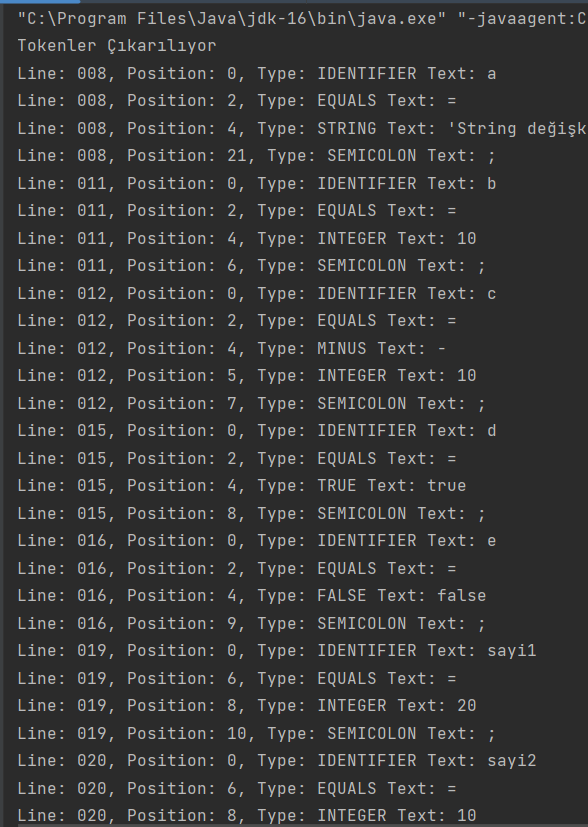 "C:\Program Files\Java\jdk-16\bin\java.exe" "-javaagent:C
Tokenler Çıkarılıyor
Line: 008, Position: 0, Type: IDENTIFIER Text: a
Line: 008, Position: 2, Type: EQUALS Text: =
Line: 008, Position: 4, Type: STRING Text: 'String değişk
Line: 008, Position: 21, Type: SEMICOLON Text: ;
Line: 011, Position: 0, Type: IDENTIFIER Text: b
Line: 011, Position: 2, Type: EQUALS Text: =
Line: 011, Position: 4, Type: INTEGER Text: 10
Line: 011, Position: 6, Type: SEMICOLON Text: ;
Line: 012, Position: 0, Type: IDENTIFIER Text: c
Line: 012, Position: 2, Type: EQUALS Text: =
Line: 012, Position: 4, Type: MINUS Text: -
Line: 012, Position: 5, Type: INTEGER Text: 10
Line: 012, Position: 7, Type: SEMICOLON Text: ;
Line: 015, Position: 0, Type: IDENTIFIER Text: d
Line: 015, Position: 2, Type: EQUALS Text: =
Line: 015, Position: 4, Type: TRUE Text: true
Line: 015, Position: 8, Type: SEMICOLON Text: ;
Line: 016, Position: 0, Type: IDENTIFIER Text: e
Line: 016, Position: 2, Type: EQUALS Text: =
Line: 016, Position: 4, Type: FALSE Text: false
Line: 016, Position: 9, Type: SEMICOLON Text: ;
Line: 019, Position: 0, Type: IDENTIFIER Text: sayi1
Line: 019, Position: 6, Type: EQUALS Text: =
Line: 019, Position: 8, Type: INTEGER Text: 20
Line: 019, Position: 10, Type: SEMICOLON Text: ;
Line: 020, Position: 0, Type: IDENTIFIER Text: sayi2
Line: 020, Position: 6, Type: EQUALS Text: =
Line: 020, Position: 8, Type: INTEGER Text: 10